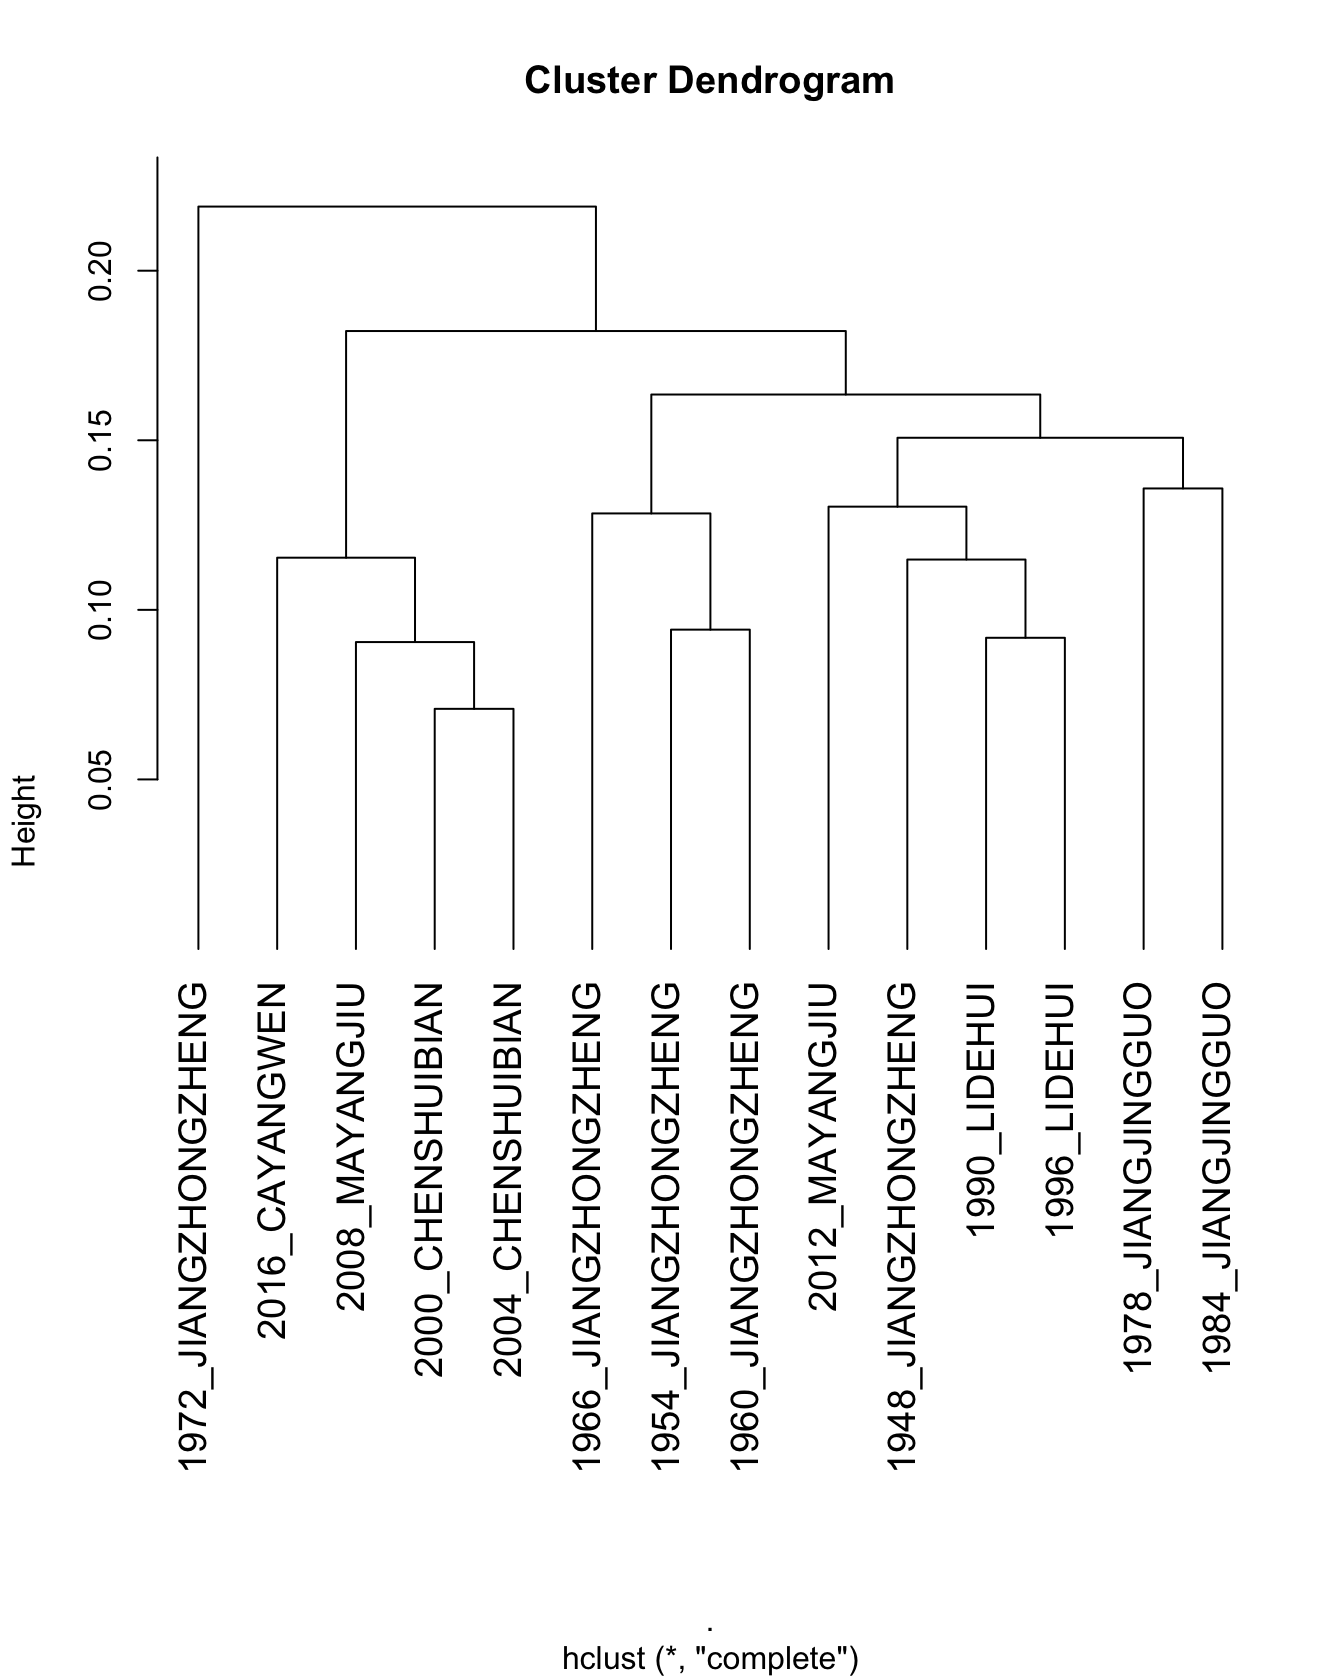 Cluster Dendrogram
Height
0.20
0.15
0.10
0.05
1972_JIANGZHONGZHENG
2016_CAYANGWEN
2008_MAYANGJIU
2000_CHENSHUIBIAN
2004_CHENSHUIBIAN
1966_JIANGZHONGZHENG
1954_JIANGZHONGZHENG
1960_JIANGZHONGZHENG
2012_MAYANGJIU
1948_JIANGZHONGZHENG
1990_LIDEHUI
1996_LIDEHUI
1978_JIANGJINGGUO
1984_JIANGJINGGUO
.
hclust (*, "complete")